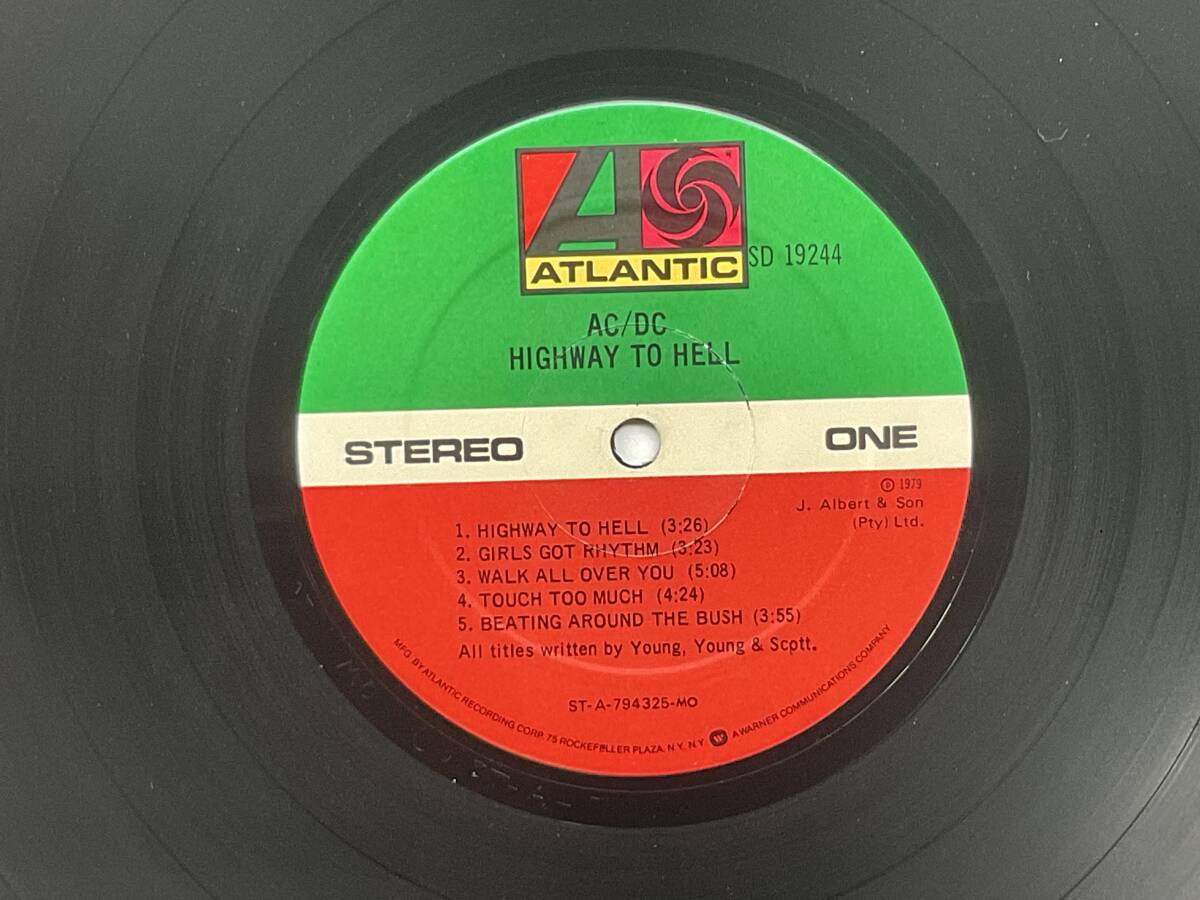 ATLANTIC
SD 19244
AC/DC
HIGHWAY TO HELL
STEREO
ONE
℗ 1979
J. Albert & Son
(Pty) Ltd.
1. HIGHWAY TO HELL (3:26)
2. GIRLS GOT RHYTHM (3:23)
3. WALK ALL OVER YOU (5:08)
4. TOUCH TOO MUCH (4:24)
5. BEATING AROUND THE BUSH (3:55)
All titles written by Young, Young & Scott.
ST-A-794325-MO
MFG. BY ATLANTIC RECORDING CORP. 75 ROCKEFELLER PLAZA, N.Y. N.Y. A WARNER COMMUNICATIONS COMPANY